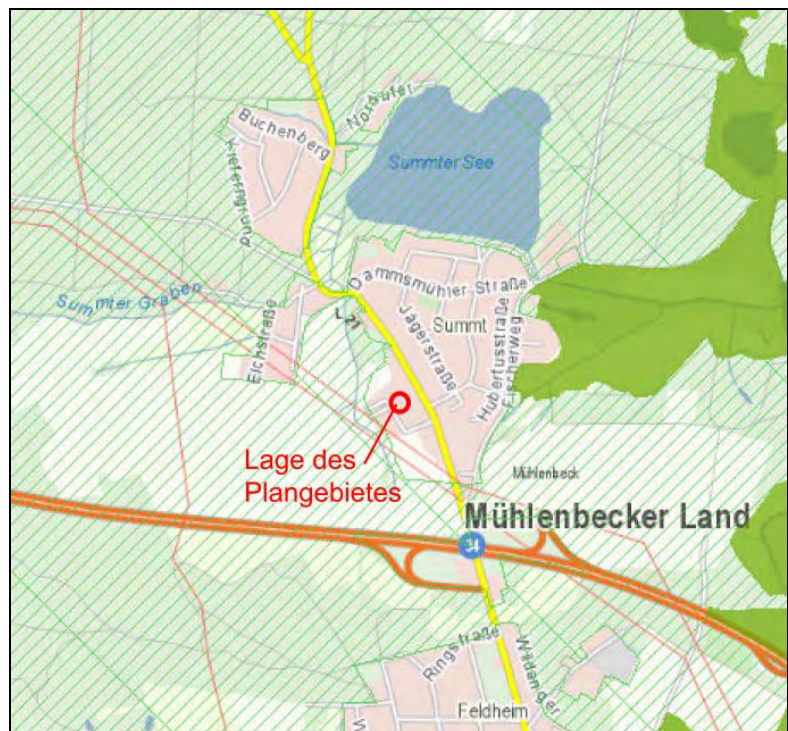 Nordufer
Buchenberg
Summter See
Kieferngrund
Summter Graben
Dammsmühler Straße
L 21
Summt
Jägerstraße
Eichstraße
Hubertusstraße
Fischerweg
Lage des
Plangebietes
Mühlenbeck
Mühlenbecker Land
34
Ringstraße
Feldheim